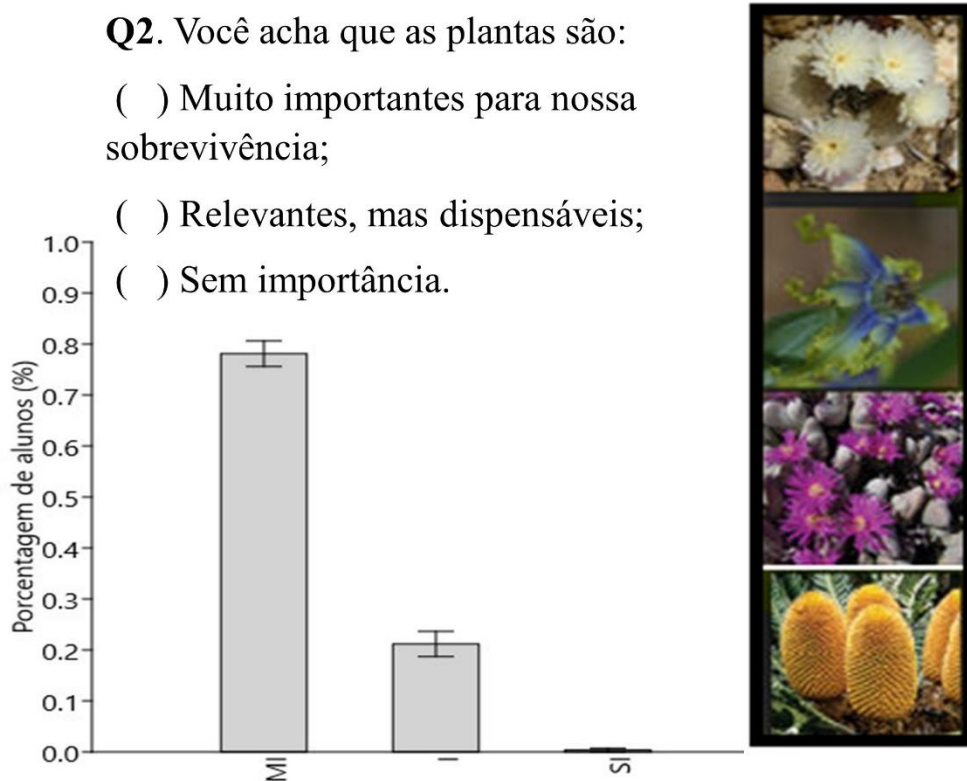 Q2. Você acha que as plantas são:
( ) Muito importantes para nossa
sobrevivência;
( ) Relevantes, mas dispensáveis;
( ) Sem importância.
Porcentagem de alunos (%)
1.0
0.9
0.8
0.7
0.6
0.5
0.4
0.3
0.2
0.1
0.0
MI
I
SI